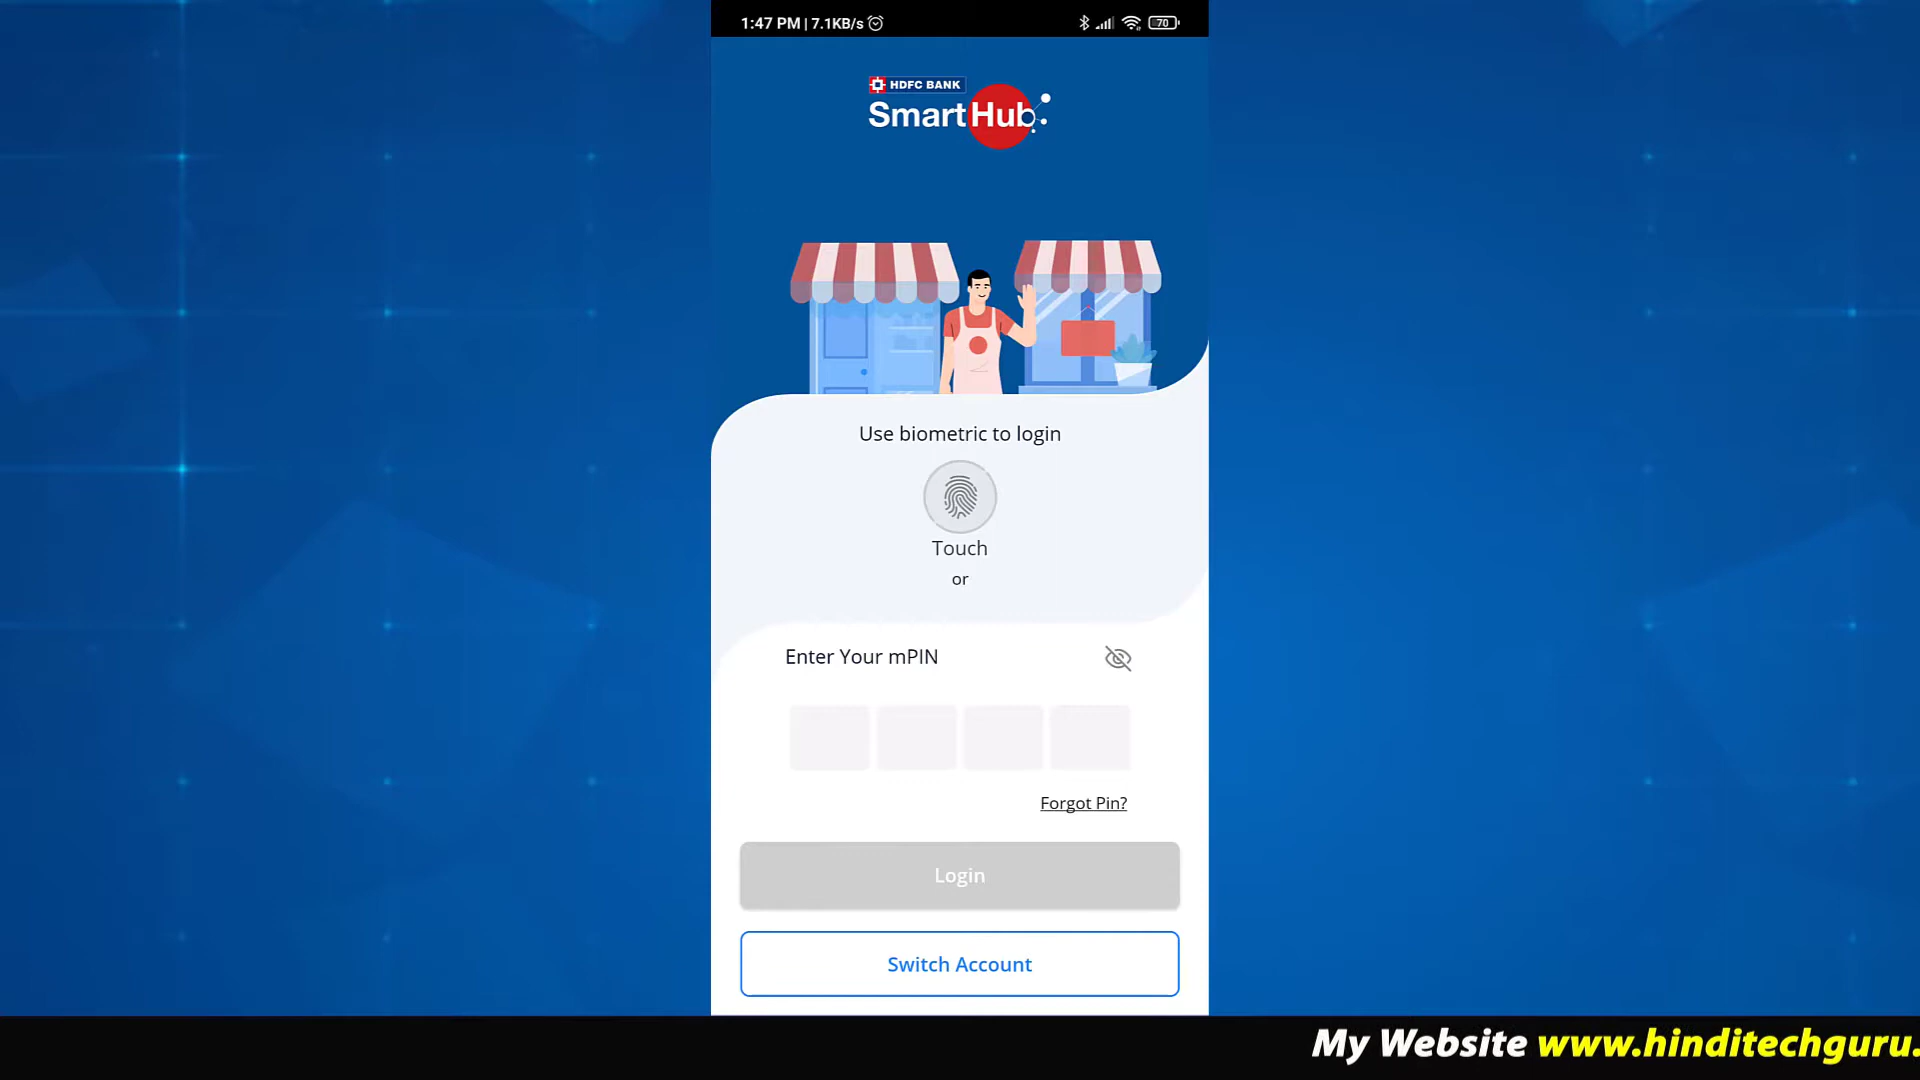 1:47 PM | 7.1KB/s
70
HDFC BANK
SmartHub
Use biometric to login
Touch
or
Enter Your mPIN
Forgot Pin?
Login
Switch Account
My Website www.hinditechguru.